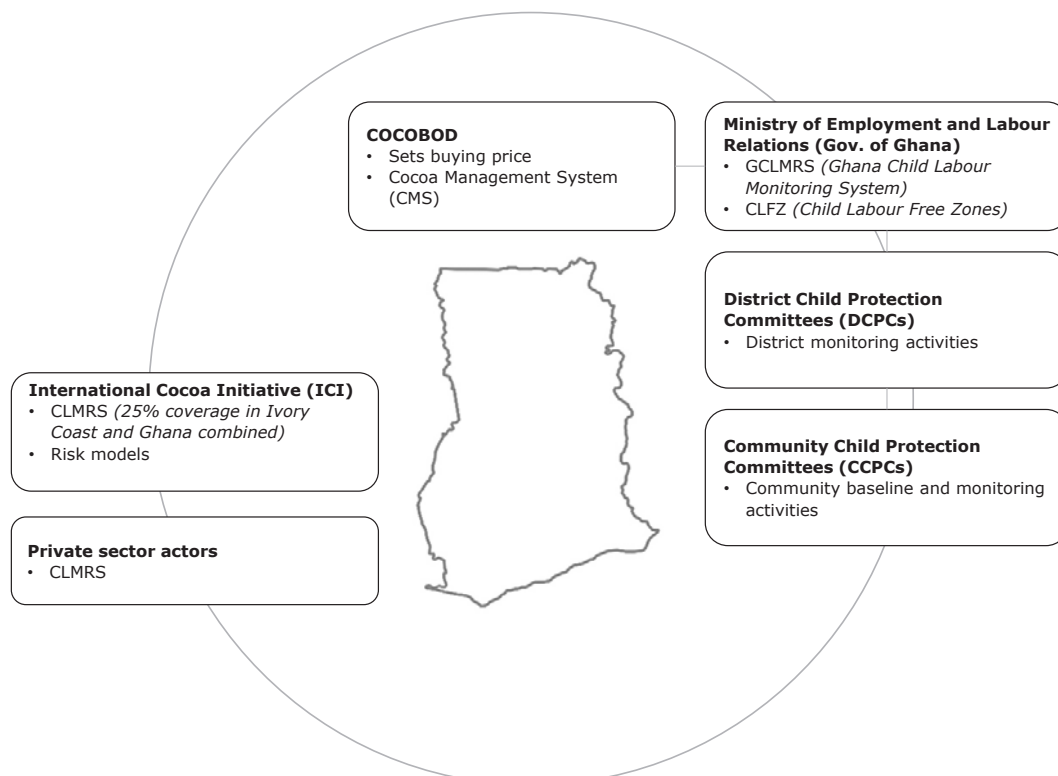 COCOBOD
• Sets buying price
• Cocoa Management System
(CMS)
Ministry of Employment and Labour
Relations (Gov. of Ghana)
• GCLMRS (Ghana Child Labour
Monitoring System)
• CLFZ (Child Labour Free Zones)
District Child Protection
Committees (DCPCs)
• District monitoring activities
International Cocoa Initiative (ICI)
• CLMRS (25% coverage in Ivory
Coast and Ghana combined)
• Risk models
Community Child Protection
Committees (CCPCs)
• Community baseline and monitoring
activities
Private sector actors
• CLMRS